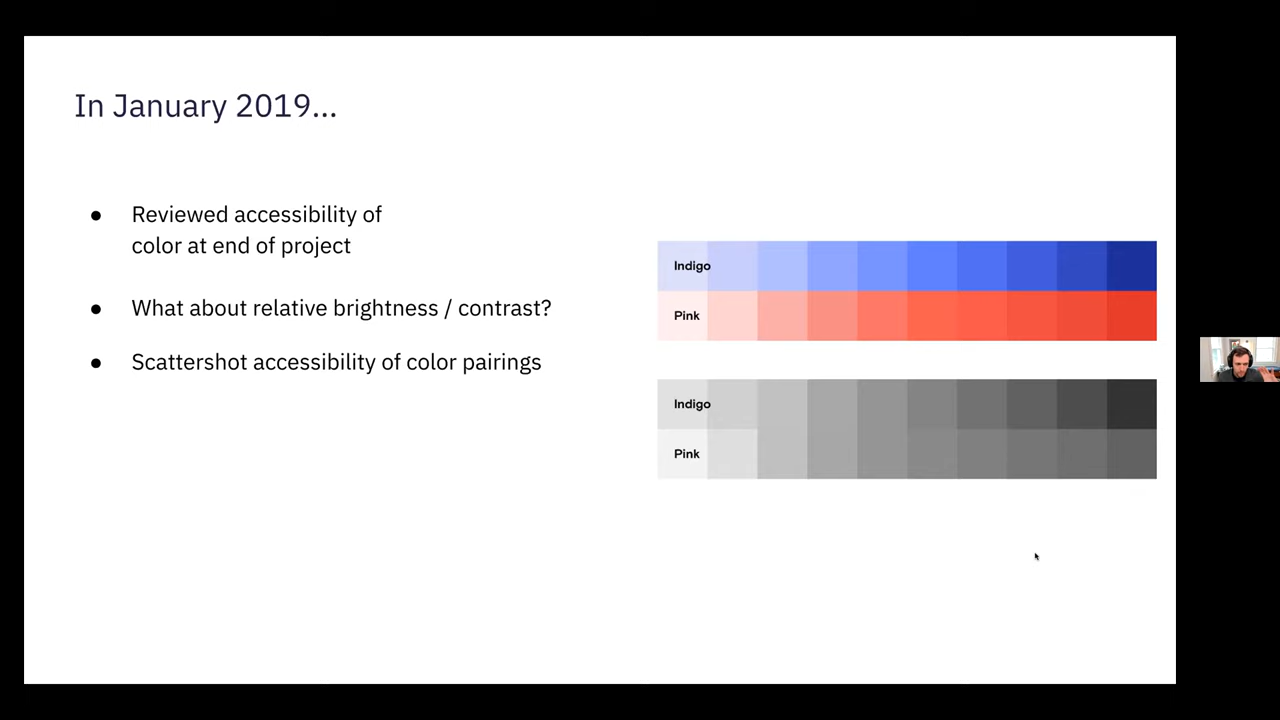 In January 2019...
● Reviewed accessibility of
color at end of project
● What about relative brightness / contrast?
● Scattershot accessibility of color pairings
Indigo
Pink
Indigo
Pink